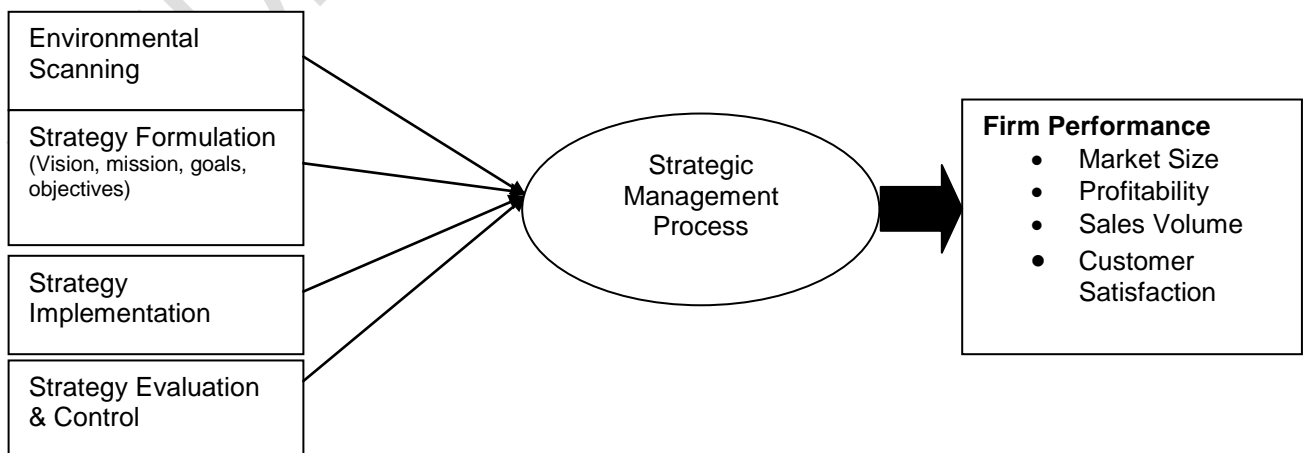 Environmental
Scanning
Strategy Formulation
(Vision, mission, goals,
objectives)
Strategy
Implementation
Strategy Evaluation
& Control
Strategic
Management
Process
Firm Performance
• Market Size
• Profitability
• Sales Volume
• Customer
Satisfaction